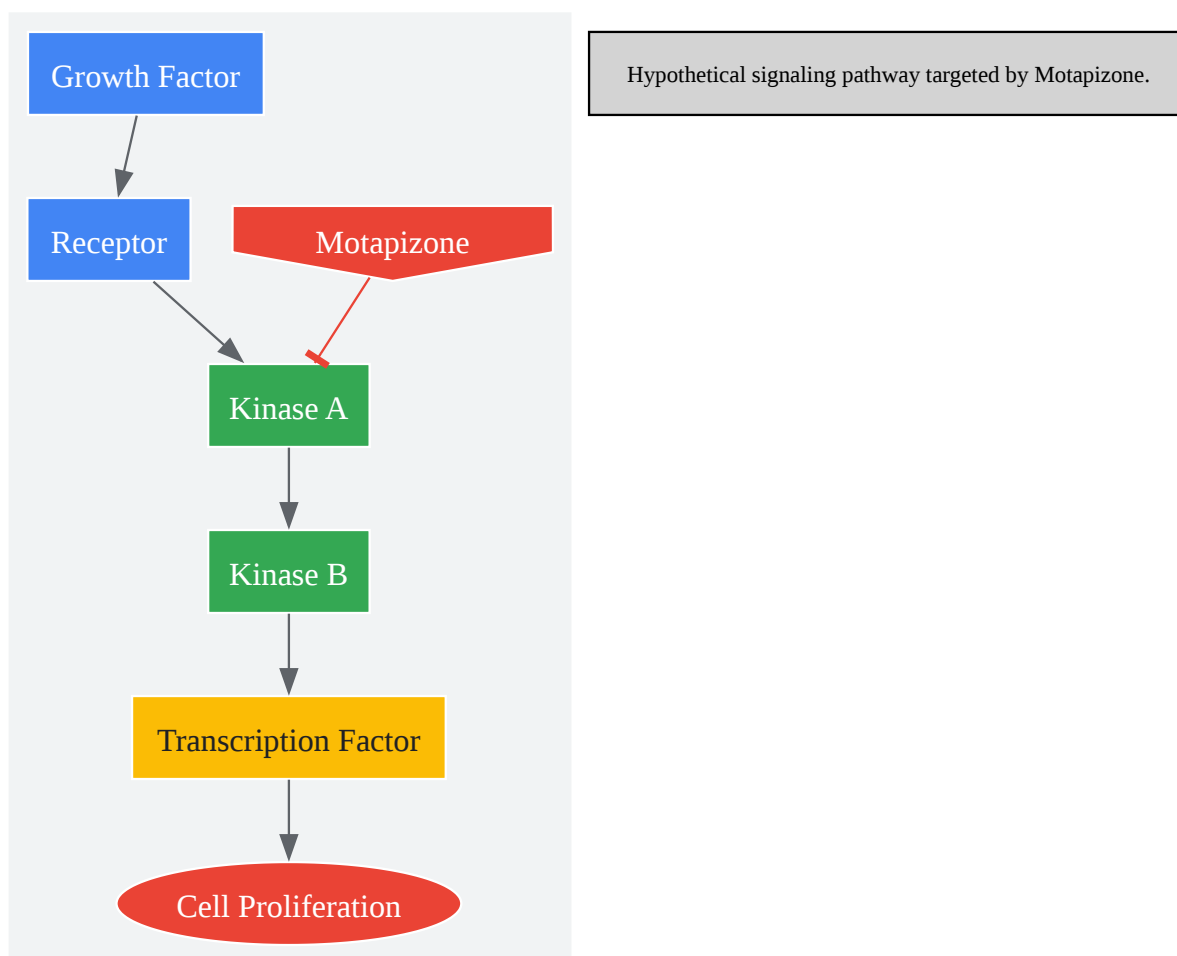 Growth Factor
Hypothetical signaling pathway targeted by Motapizone.
Receptor
Motapizone
Kinase A
Kinase B
Transcription Factor
Cell Proliferation